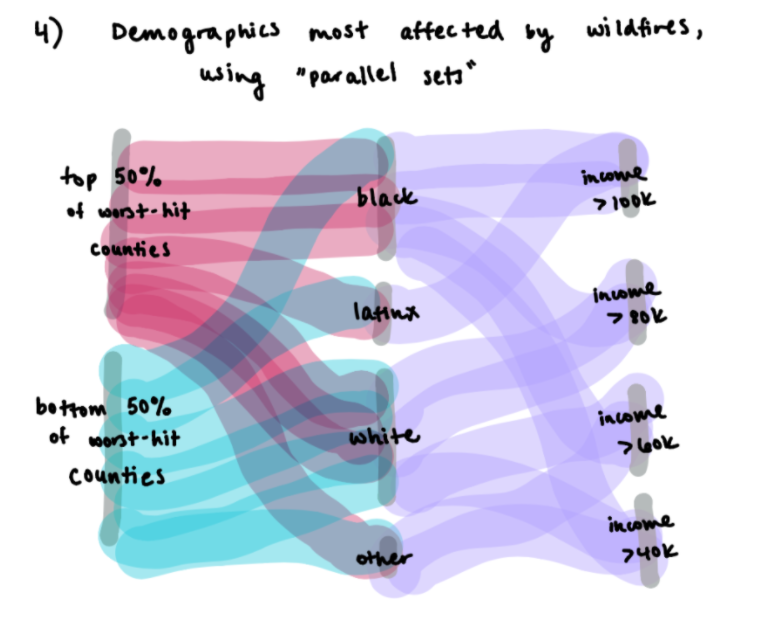 4) Demographics most affected by wildfires,
using "parallel sets"
top 50%
of worst-hit
counties
bottom 50%
of worst-hit
counties
black
latinx
white
other
income
>100K
income
>80K
income
>60K
income
>40K